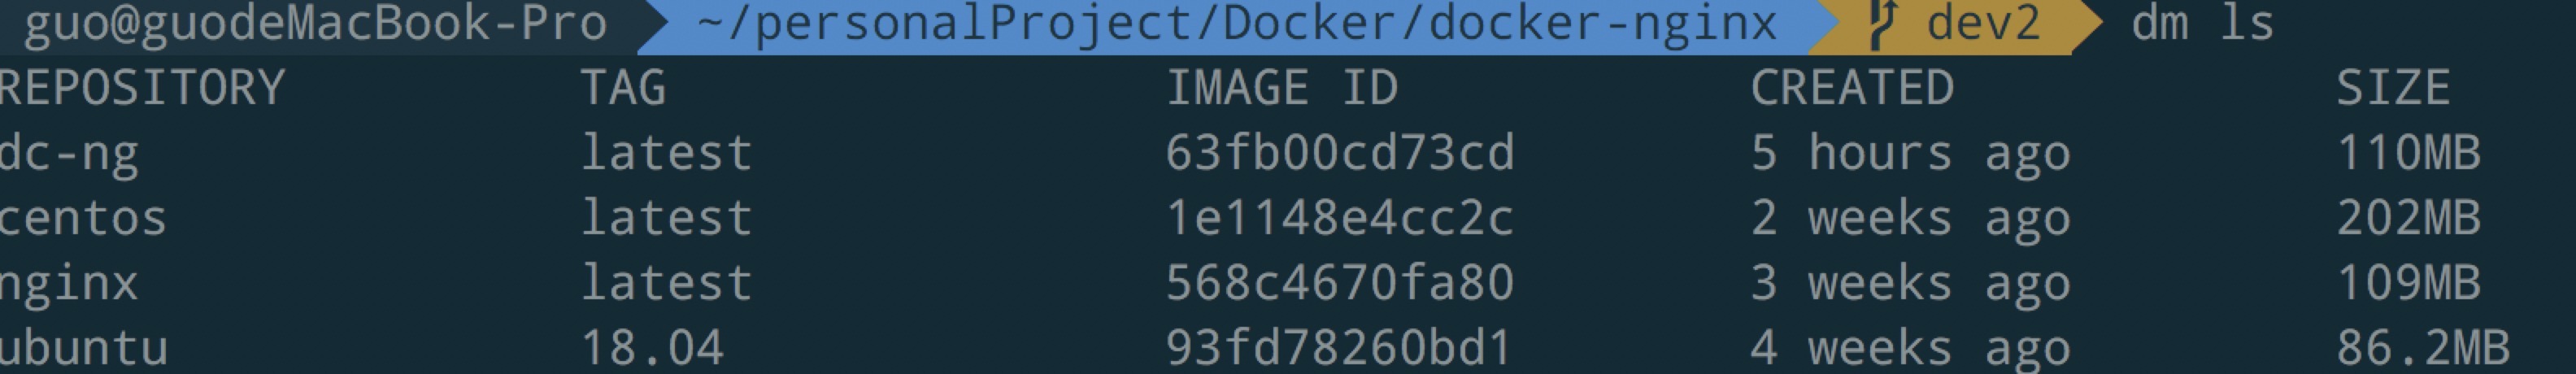 guo@guodeMacBook-Pro ~/personalProject/Docker/docker-nginx dev2 dm ls
REPOSITORY TAG IMAGE ID CREATED SIZE
dc-ng latest 63fb00cd73cd 5 hours ago 110MB
centos latest 1e1148e4cc2c 2 weeks ago 202MB
nginx latest 568c4670fa80 3 weeks ago 109MB
ubuntu 18.04 93fd78260bd1 4 weeks ago 86.2MB